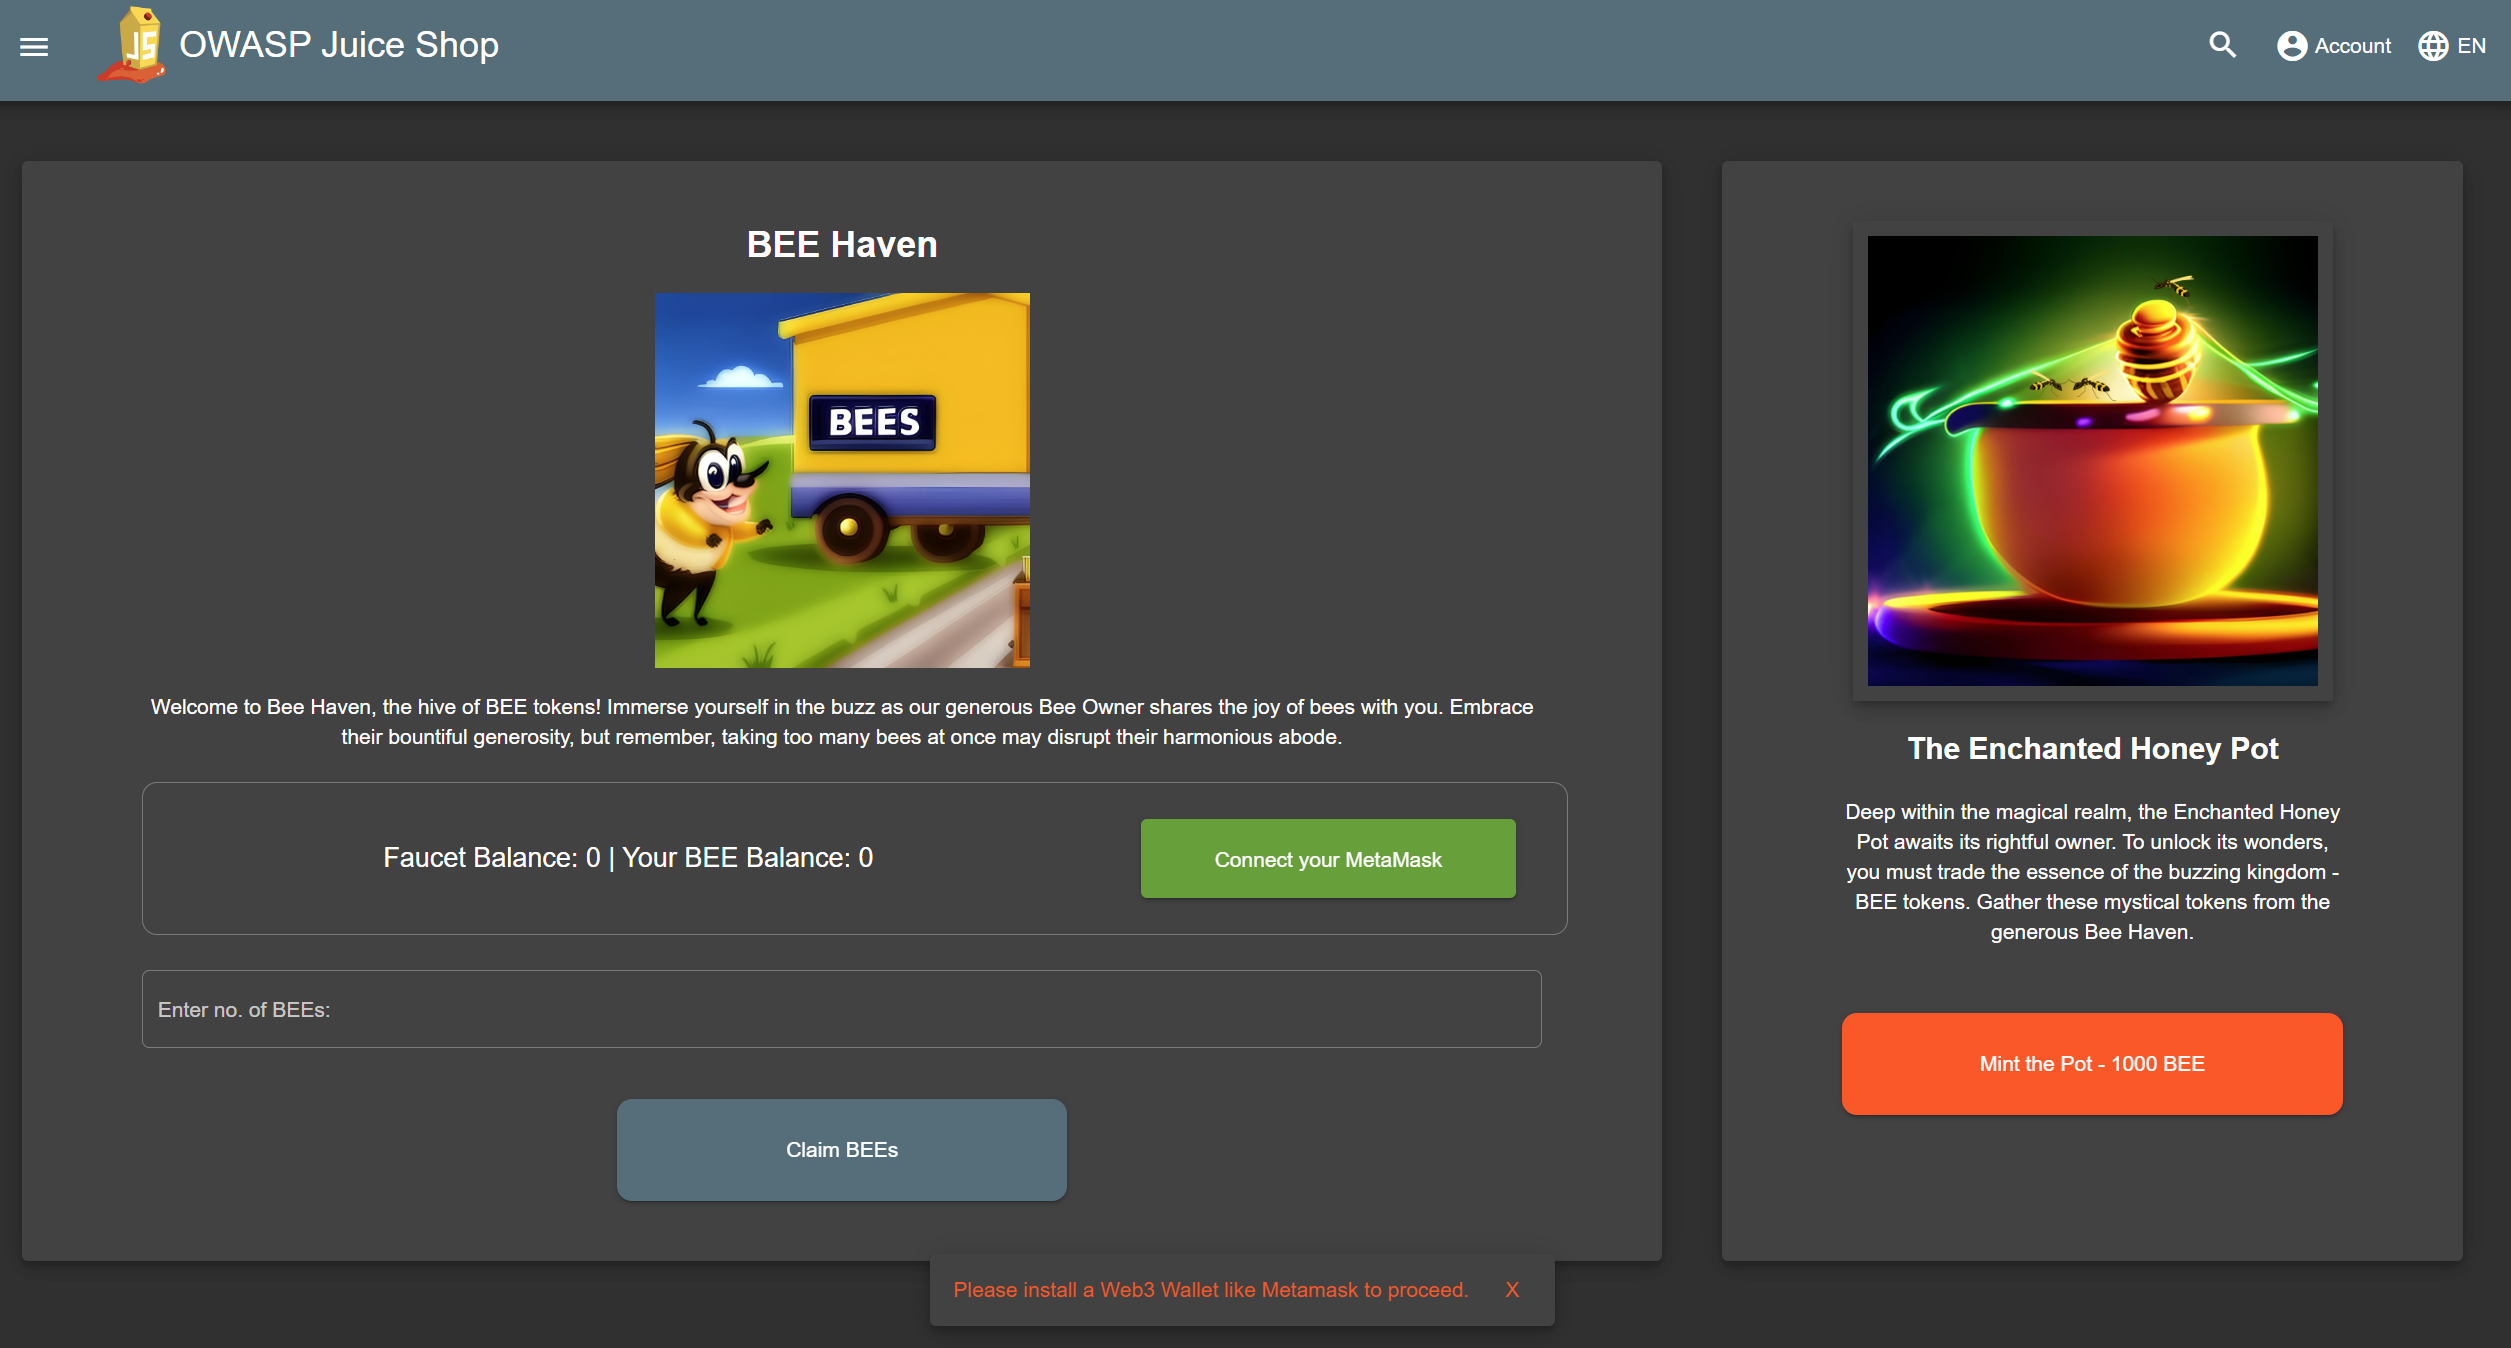 JS
OWASP Juice Shop
Account
EN
BEE Haven
BEES
Welcome to Bee Haven, the hive of BEE tokens! Immerse yourself in the buzz as our generous Bee Owner shares the joy of bees with you. Embrace
their bountiful generosity, but remember, taking too many bees at once may disrupt their harmonious abode.
Faucet Balance: 0 | Your BEE Balance: 0
Connect your MetaMask
Enter no. of BEEs:
Claim BEEs
The Enchanted Honey Pot
Deep within the magical realm, the Enchanted Honey
Pot awaits its rightful owner. To unlock its wonders,
you must trade the essence of the buzzing kingdom -
BEE tokens. Gather these mystical tokens from the
generous Bee Haven.
Mint the Pot - 1000 BEE
Please install a Web3 Wallet like Metamask to proceed.
X